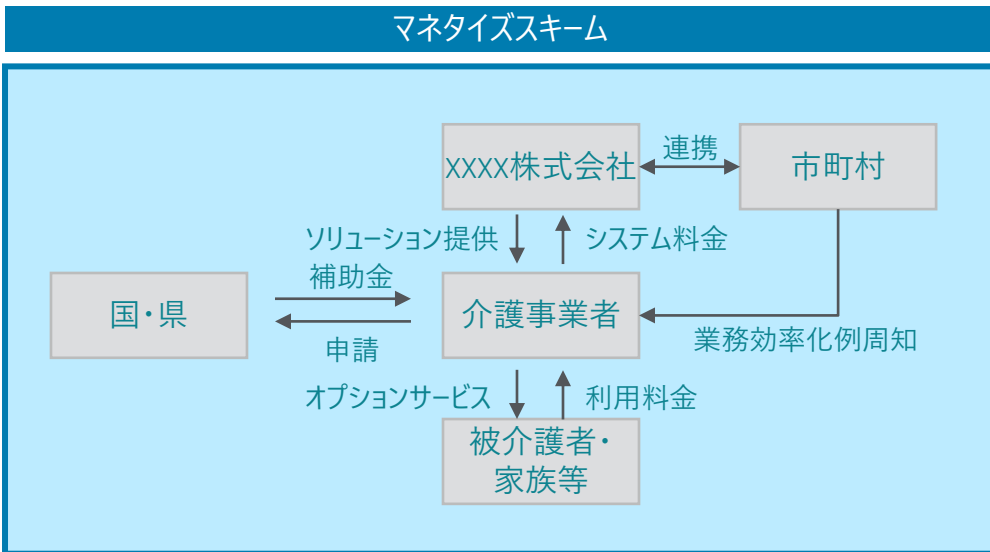 マネタイズスキーム
XXXX株式会社
連携
市町村
ソリューション提供
システム料金
補助金
国・県
介護事業者
申請
業務効率化例周知
オプションサービス
利用料金
被介護者・
家族等